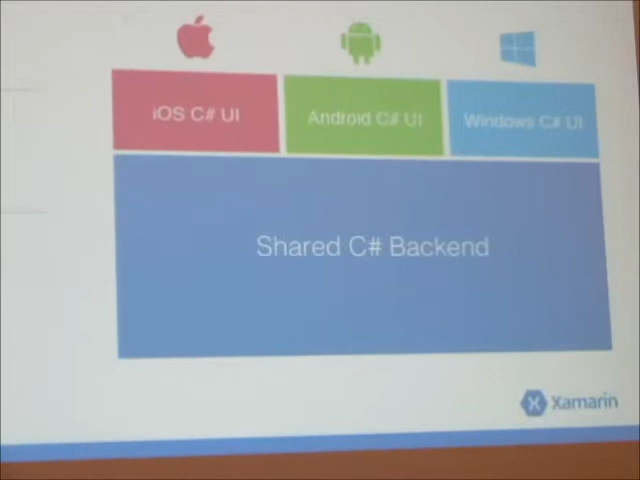 iOS C# UI
Android C# UI
Windows C# UI
Shared C# Backend
X Xamarin